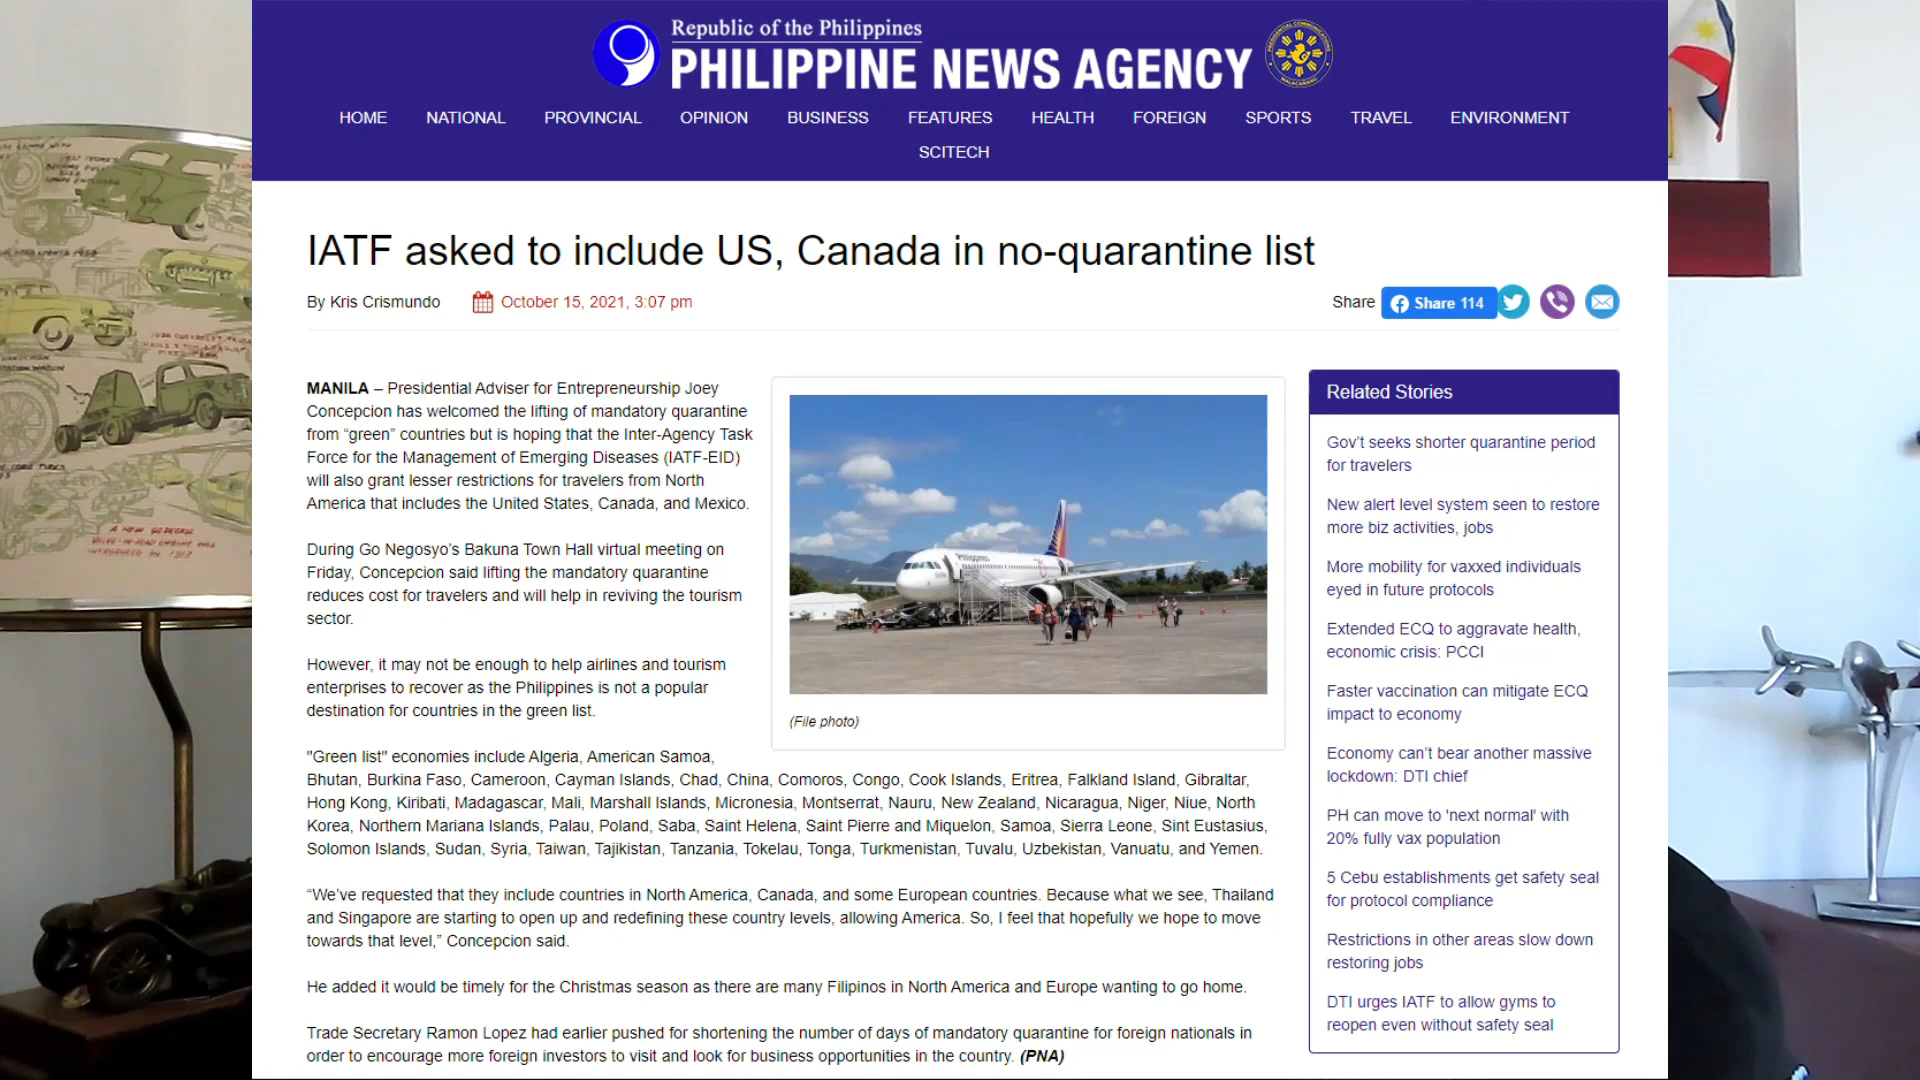 Republic of the Philippines
PHILIPPINE NEWS AGENCY
HOME NATIONAL PROVINCIAL OPINION BUSINESS FEATURES HEALTH FOREIGN SPORTS TRAVEL ENVIRONMENT
SCITECH
IATF asked to include US, Canada in no-quarantine list
By Kris Crismundo October 15, 2021, 3:07 pm Share Share 114
MANILA – Presidential Adviser for Entrepreneurship Joey
Concepcion has welcomed the lifting of mandatory quarantine
from “green” countries but is hoping that the Inter-Agency Task
Force for the Management of Emerging Diseases (IATF-EID)
will also grant lesser restrictions for travelers from North
America that includes the United States, Canada, and Mexico.
During Go Negosyo’s Bakuna Town Hall virtual meeting on
Friday, Concepcion said lifting the mandatory quarantine
reduces cost for travelers and will help in reviving the tourism
sector.
However, it may not be enough to help airlines and tourism
enterprises to recover as the Philippines is not a popular
destination for countries in the green list.
Philippines
(File photo)
"Green list" economies include Algeria, American Samoa,
Bhutan, Burkina Faso, Cameroon, Cayman Islands, Chad, China, Comoros, Congo, Cook Islands, Eritrea, Falkland Island, Gibraltar,
Hong Kong, Kiribati, Madagascar, Mali, Marshall Islands, Micronesia, Montserrat, Nauru, New Zealand, Nicaragua, Niger, Niue, North
Korea, Northern Mariana Islands, Palau, Poland, Saba, Saint Helena, Saint Pierre and Miquelon, Samoa, Sierra Leone, Sint Eustasius,
Solomon Islands, Sudan, Syria, Taiwan, Tajikistan, Tanzania, Tokelau, Tonga, Turkmenistan, Tuvalu, Uzbekistan, Vanuatu, and Yemen.
“We’ve requested that they include countries in North America, Canada, and some European countries. Because what we see, Thailand
and Singapore are starting to open up and redefining these country levels, allowing America. So, I feel that hopefully we hope to move
towards that level,” Concepcion said.
He added it would be timely for the Christmas season as there are many Filipinos in North America and Europe wanting to go home.
Trade Secretary Ramon Lopez had earlier pushed for shortening the number of days of mandatory quarantine for foreign nationals in
order to encourage more foreign investors to visit and look for business opportunities in the country. (PNA)
Related Stories
Gov’t seeks shorter quarantine period
for travelers
New alert level system seen to restore
more biz activities, jobs
More mobility for vaxxed individuals
eyed in future protocols
Extended ECQ to aggravate health,
economic crisis: PCCI
Faster vaccination can mitigate ECQ
impact to economy
Economy can’t bear another massive
lockdown: DTI chief
PH can move to 'next normal' with
20% fully vax population
5 Cebu establishments get safety seal
for protocol compliance
Restrictions in other areas slow down
restoring jobs
DTI urges IATF to allow gyms to
reopen even without safety seal